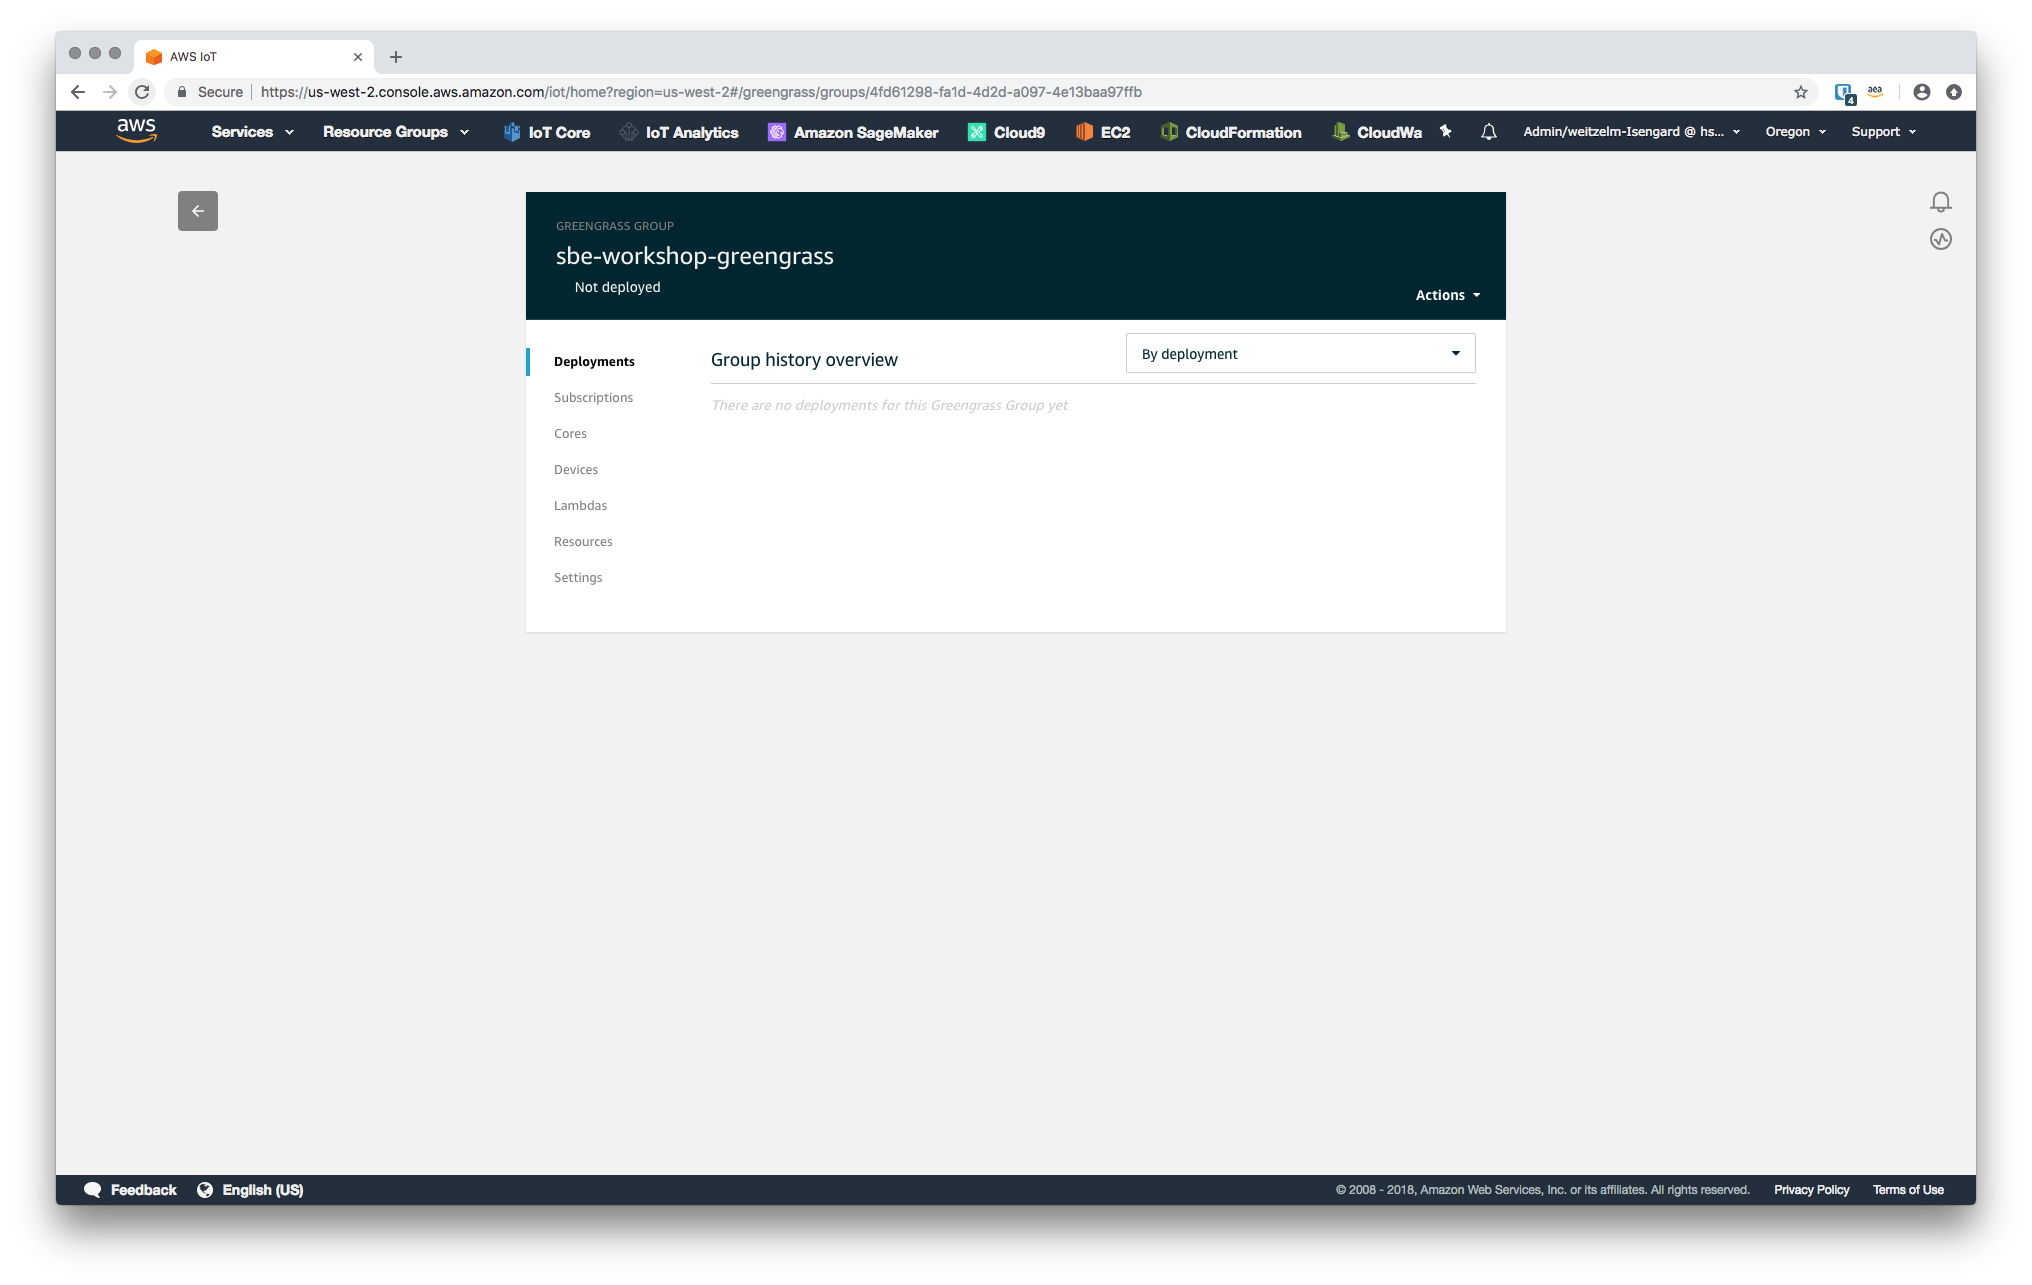 AWS IoT
Secure https://us-west-2.console.aws.amazon.com/iot/home?region=us-west-2#/greengrass/groups/4fd61298-fa1d-4d2d-a097-4e13baa97ffb
4 aea
aws Services Resource Groups IoT Core IoT Analytics Amazon SageMaker Cloud9 EC2 CloudFormation CloudWa Admin/weitzelm-Isengard @ hs... Oregon Support
GREENGRASS GROUP
sbe-workshop-greengrass
Not deployed
Actions
Deployments
Subscriptions
Cores
Devices
Lambdas
Resources
Settings
Group history overview
By deployment
There are no deployments for this Greengrass Group yet
Feedback English (US) © 2008 - 2018, Amazon Web Services, Inc. or its affiliates. All rights reserved. Privacy Policy Terms of Use